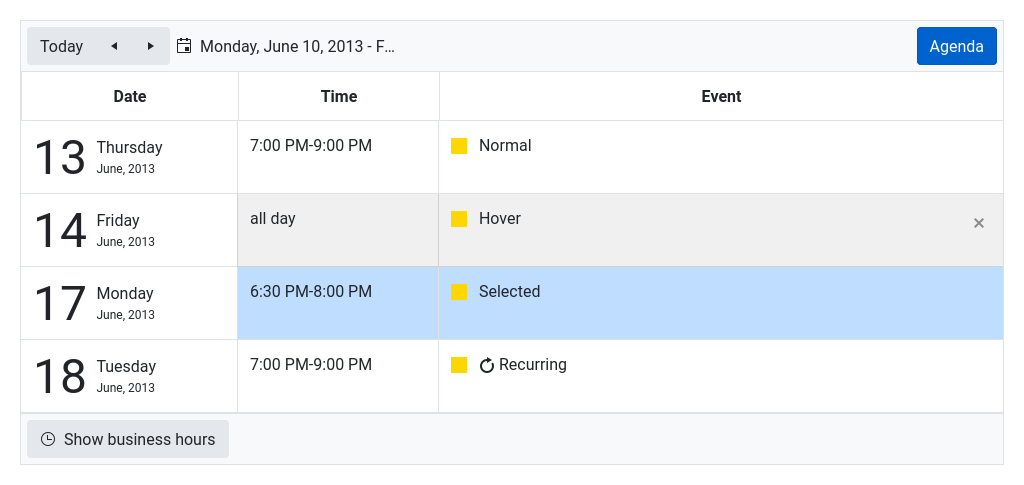 Today Monday, June 10, 2013 - F... Agenda
Date Time Event
13 Thursday June, 2013 7:00 PM-9:00 PM Normal
14 Friday June, 2013 all day Hover
17 Monday June, 2013 6:30 PM-8:00 PM Selected
18 Tuesday June, 2013 7:00 PM-9:00 PM Recurring
Show business hours